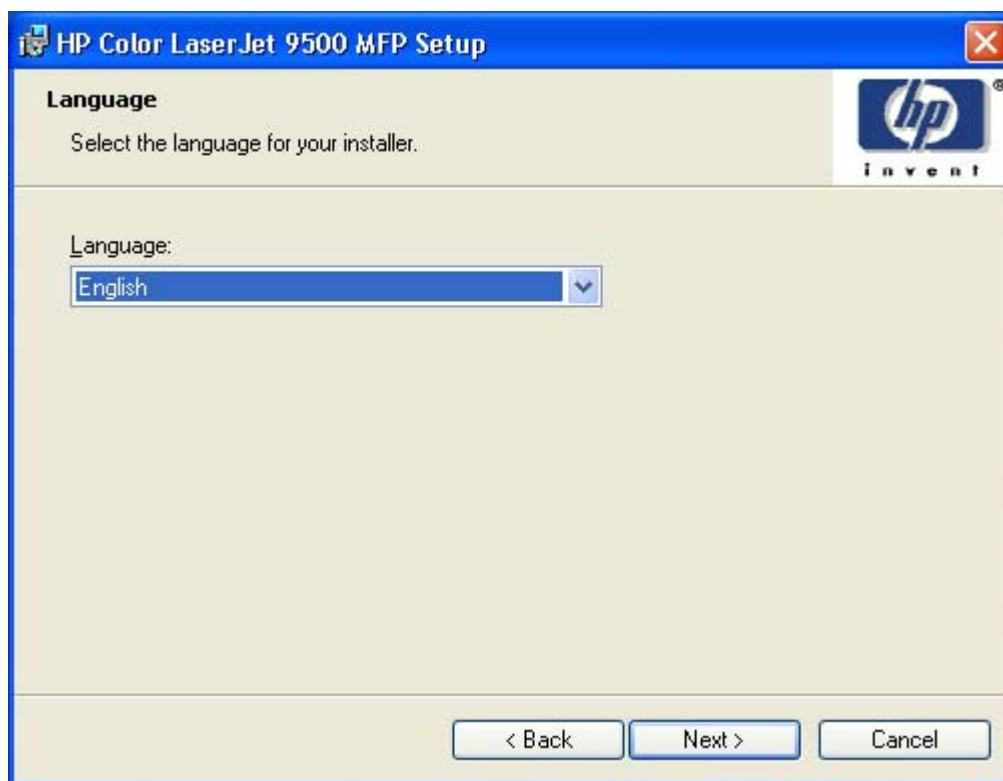 HP Color LaserJet 9500 MFP Setup
Language
Select the language for your installer.
hp
®
invent
Language:
English
< Back
Next >
Cancel